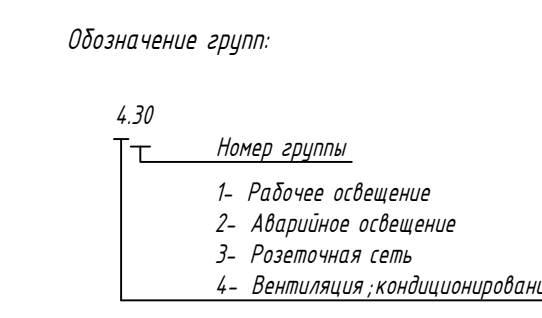 Обозначение групп:
4.30
Номер группы
1- Рабочее освещение
2- Аварийное освещение
3- Розеточная сеть
4- Вентиляция ;кондиционировани